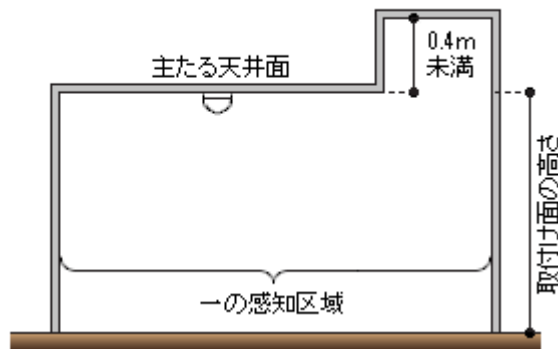 主たる天井面
0.4m
未満
取付け面の高さ
一の感知区域